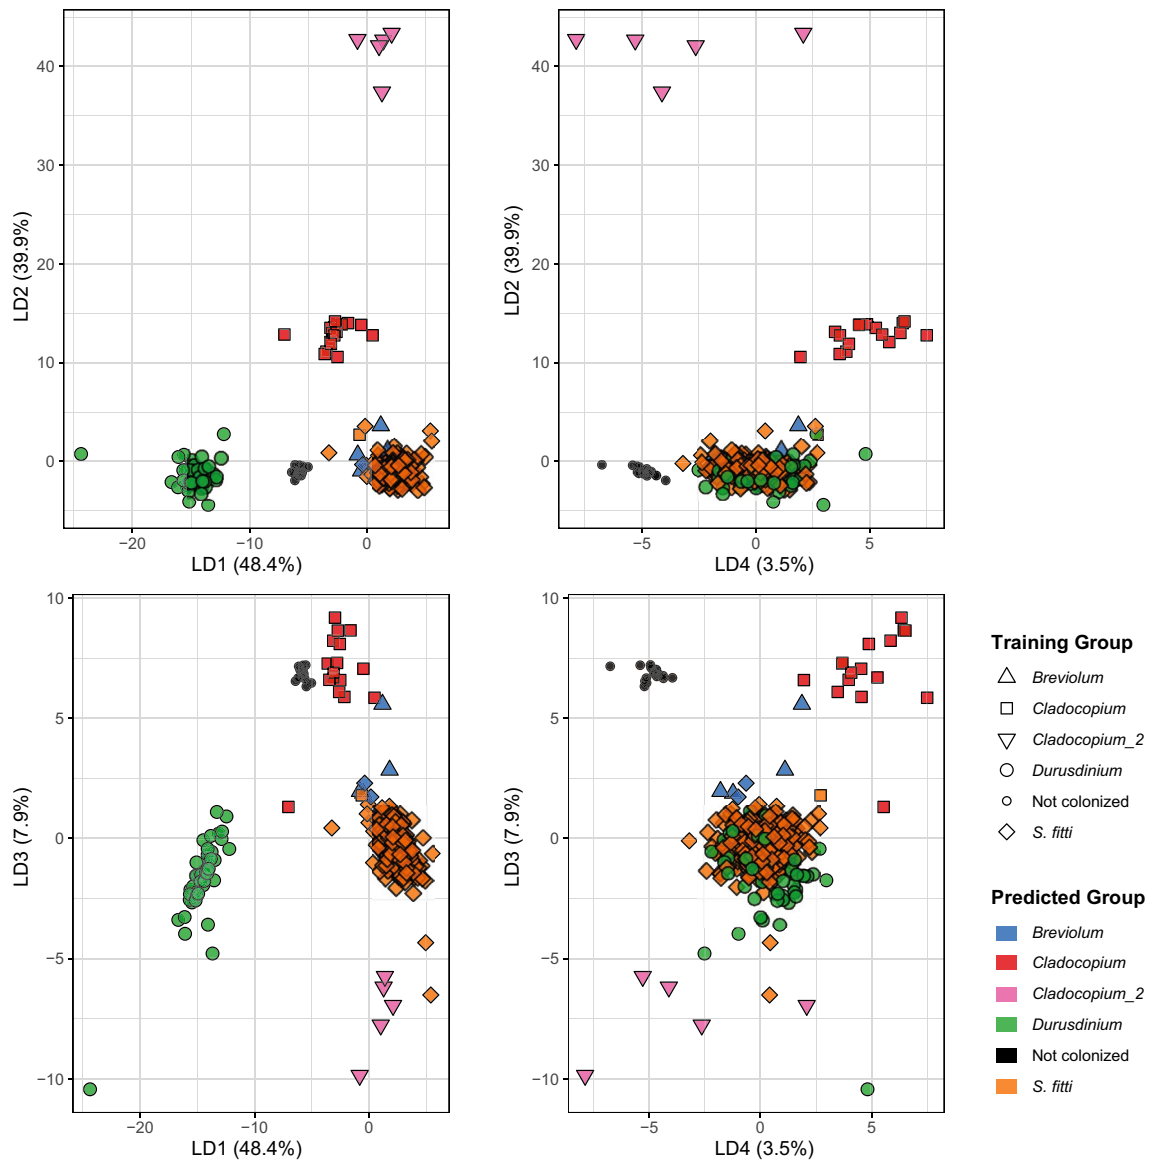 40
30
20
10
0
LD2 (39.9%)
−20
−10
0
LD1 (48.4%)
40
30
20
10
0
LD2 (39.9%)
−5
0
5
LD4 (3.5%)
10
5
0
−5
−10
LD3 (7.9%)
−20
−10
0
LD1 (48.4%)
10
5
0
−5
−10
LD3 (7.9%)
−5
0
5
LD4 (3.5%)
Training Group
Breviolum
Cladocopium
Cladocopium_2
Durusdinium
Not colonized
S. fitti
Predicted Group
Breviolum
Cladocopium
Cladocopium_2
Durusdinium
Not colonized
S. fitti